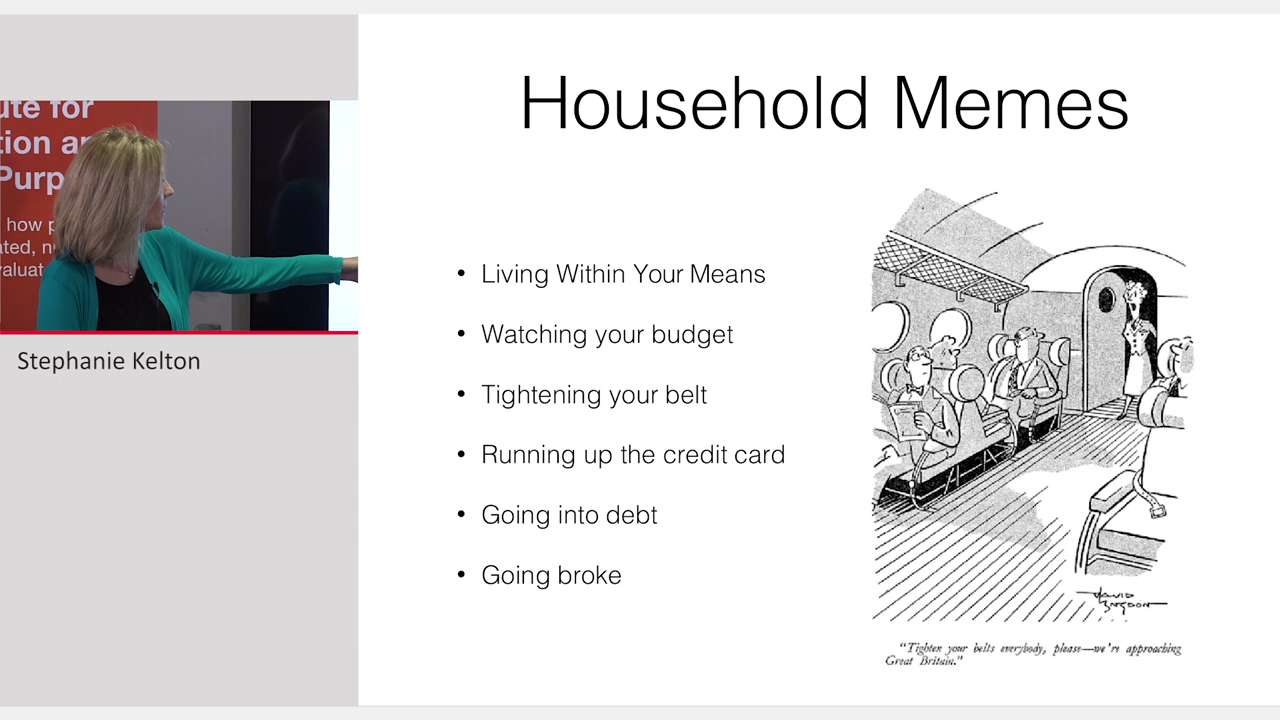 ute for
tion a
Purp
how p
ated, n
valuat
Stephanie Kelton
Household Memes
• Living Within Your Means
• Watching your budget
• Tightening your belt
• Running up the credit card
• Going into debt
• Going broke
"Tighten your belts everybody, please—we're approaching
Great Britain."